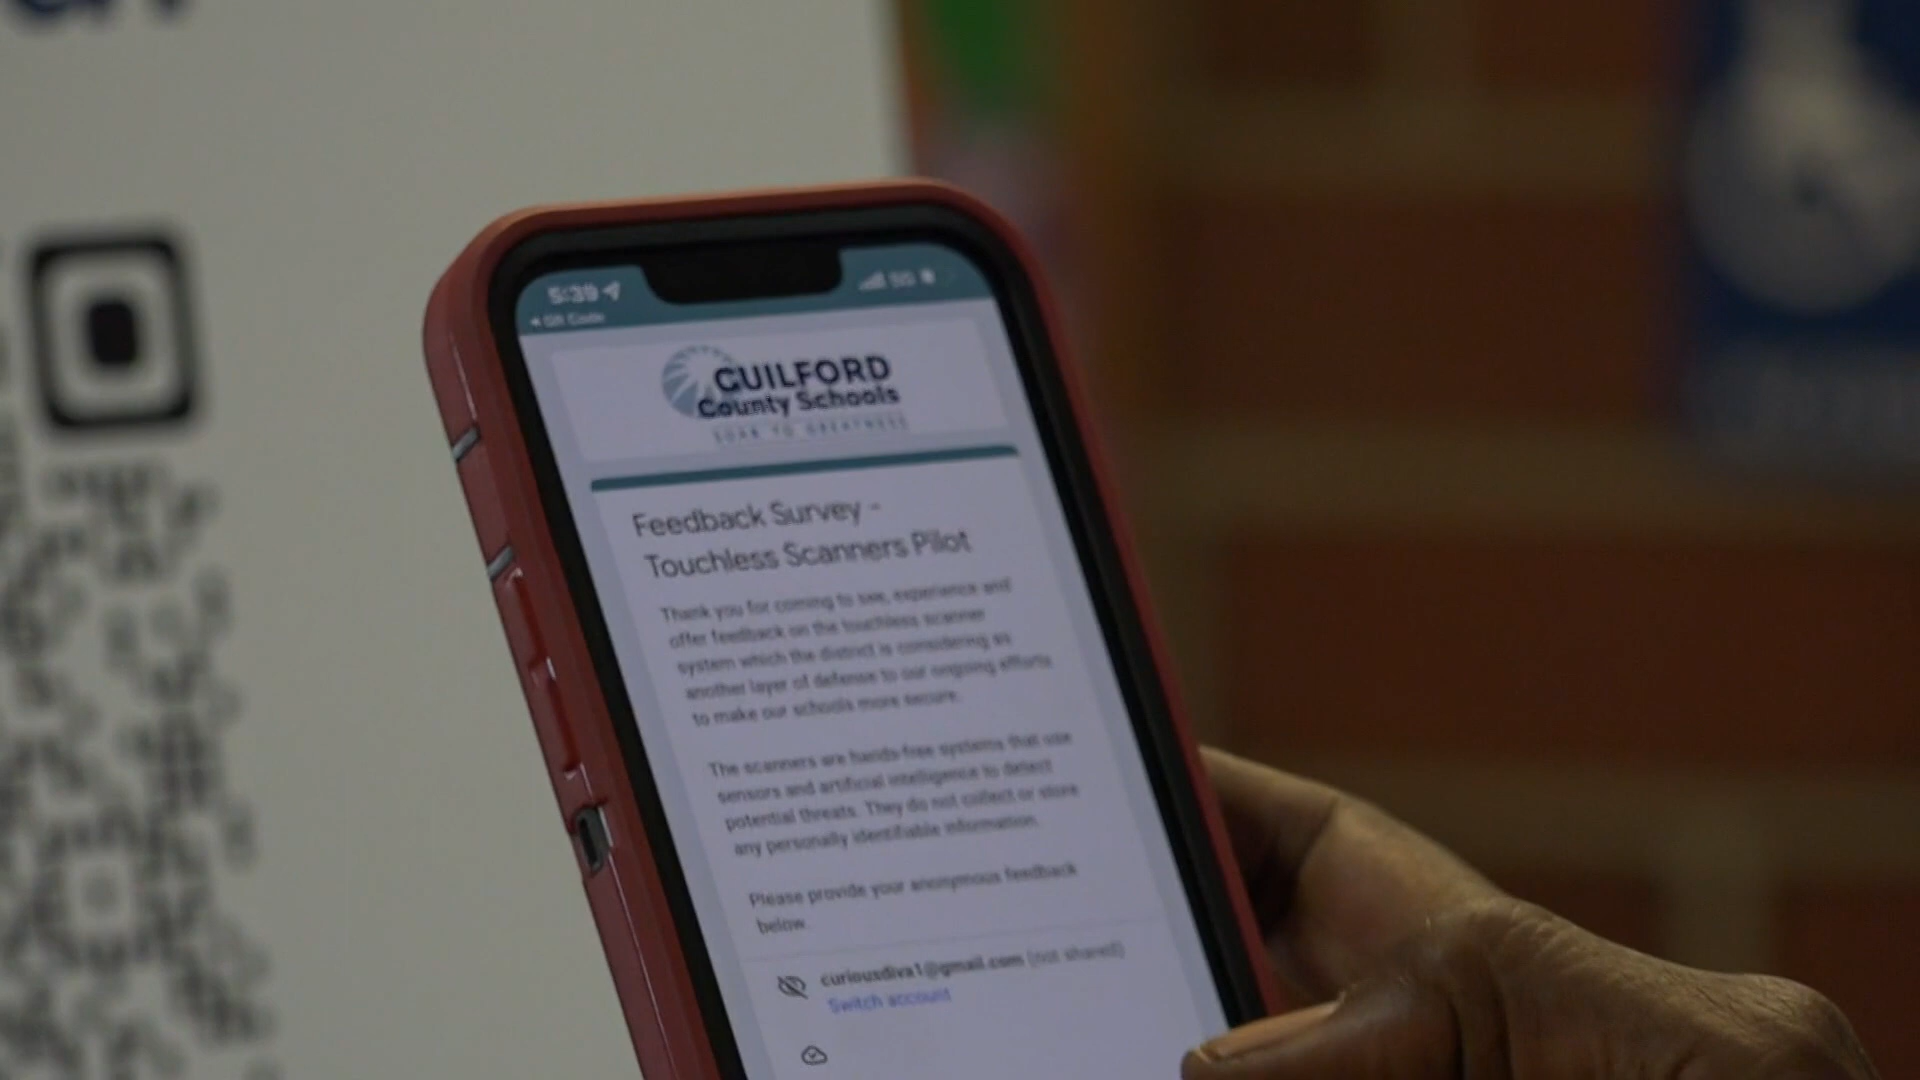 5:39
QR Code
5G
GUILFORD
County Schools
SOAR TO GREATNESS
Feedback Survey -
Touchless Scanners Pilot
Thank you for coming to see, experience and
offer feedback on the touchless scanner
system which the district is considering as
another layer of defense to our ongoing efforts
to make our schools more secure.
The scanners are hands-free systems that use
sensors and artificial intelligence to detect
potential threats. They do not collect or store
any personally identifiable information.
Please provide your anonymous feedback
below.
curiousdiva1@gmail.com (not shared)
Switch account